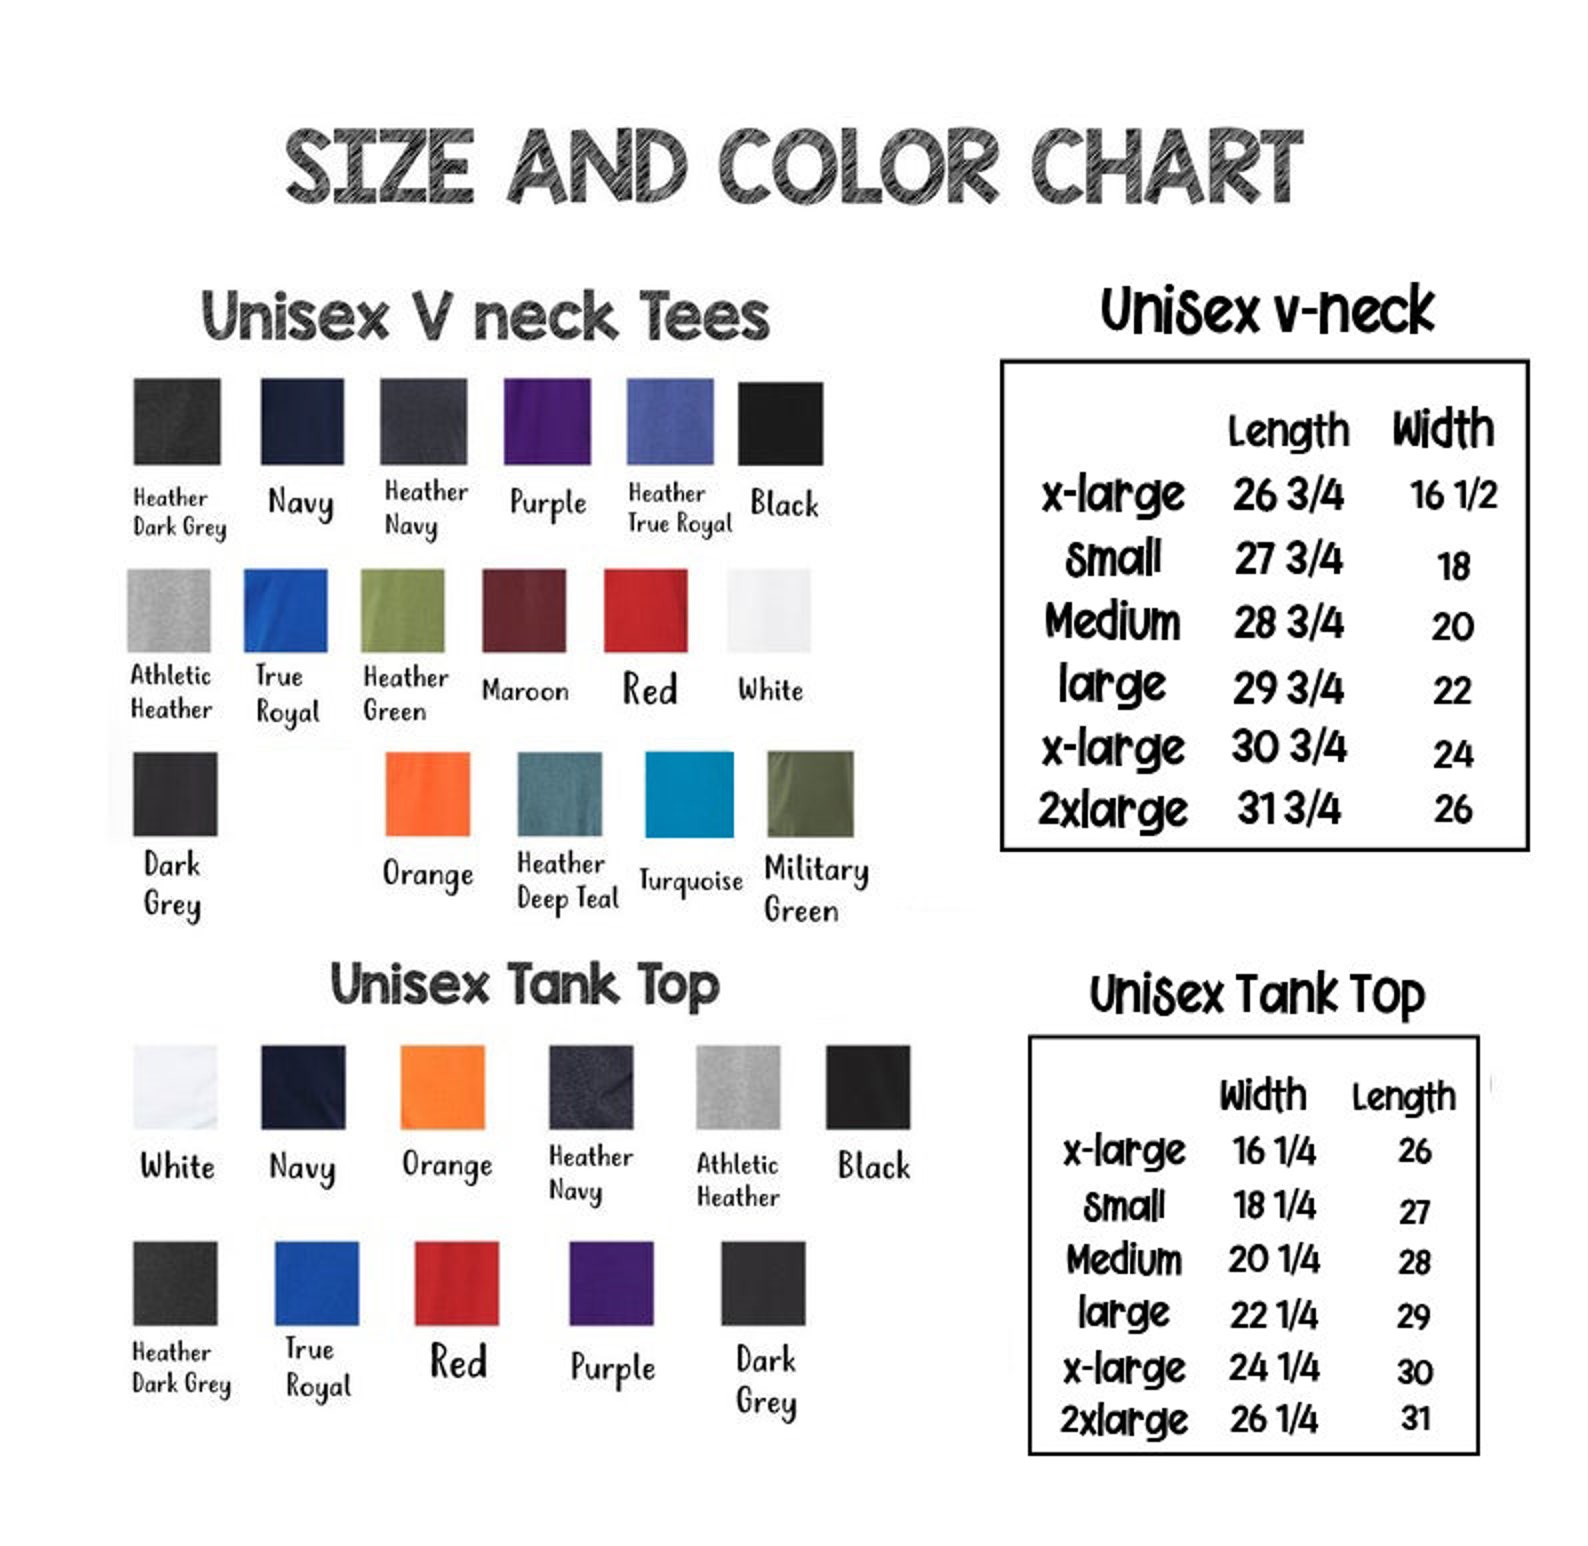 SIZE AND COLOR CHART
Unisex V neck Tees
Heather
Dark Grey
Navy
Heather
Navy
Purple
Heather
True Royal
Black
Athletic
Heather
True
Royal
Heather
Green
Maroon
Red
White
Dark
Grey
Orange
Heather
Deep Teal
Turquoise
Military
Green
Unisex v-neck
Length Width
x-large 26 3/4 16 1/2
small 27 3/4 18
Medium 28 3/4 20
large 29 3/4 22
x-large 30 3/4 24
2xlarge 31 3/4 26
Unisex Tank Top
White
Navy
Orange
Heather
Navy
Athletic
Heather
Black
Heather
Dark Grey
True
Royal
Red
Purple
Dark
Grey
Unisex Tank Top
Width Length
x-large 16 1/4 26
small 18 1/4 27
Medium 20 1/4 28
large 22 1/4 29
x-large 24 1/4 30
2xlarge 26 1/4 31